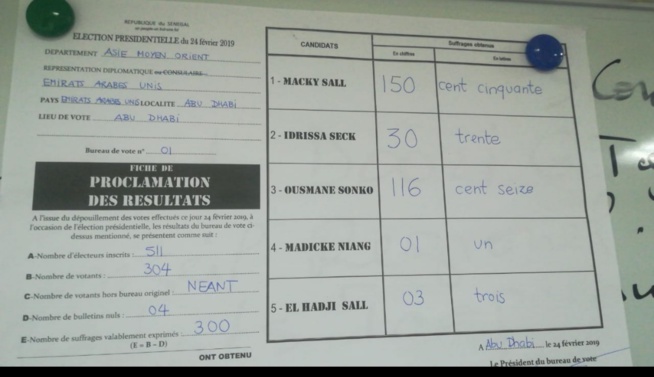 REPUBLIQUE du SENEGAL
ELECTION PRESIDENTIELLE du 24 février 2019
DEPARTEMENT ASIE MOYEN ORIENT
REPRESENTATION DIPLOMATIQUE ou CONSULAIRE
EMIRATS ARABES UNIS
PAYS EMIRATS ARABES UNIS LOCALITE ABU DHABI
LIEU DE VOTE ABU DHABI
Bureau de vote n° 01
FICHE DE
PROCLAMATION
DES RESULTATS
A l'issue du dépouillement des votes effectués ce jour 24 février 2019, à
l'occasion de l'élection présidentielle, les résultats du bureau de vote ci-
dessus mentionné, se présentent comme suit :
A-Nombre d'électeurs inscrits : 511
B-Nombre de votants : 304
C-Nombre de votants hors bureau originel : NEANT
D-Nombre de bulletins nuls : 04
E-Nombre de suffrages valablement exprimés : 300
(E = B - D)
ONT OBTENU
CANDIDATS
Suffrages obtenus
En chiffres
En lettres
1 - MACKY SALL 150 cent cinquante
2 - IDRISSA SECK 30 trente
3 - OUSMANE SONKO 116 cent seize
4 - MADICKE NIANG 01 un
5 - EL HADJI SALL 03 trois
A Abu Dhabi le 24 février 2019
Le Président du bureau de vote